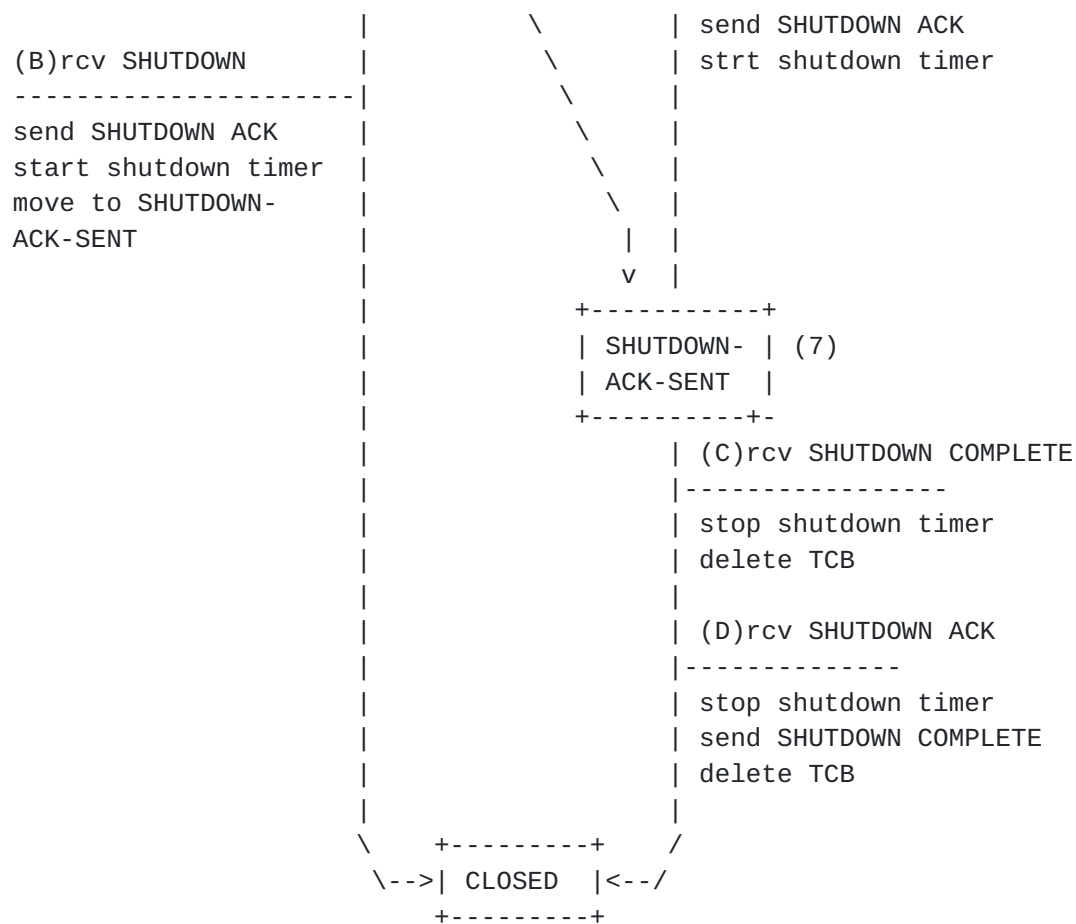 |          \        | send SHUTDOWN ACK
(B)rcv SHUTDOWN        |           \       | strt shutdown timer
----------------------|            \      |
send SHUTDOWN ACK      |             \     |
start shutdown timer   |              \    |
move to SHUTDOWN-      |               \   |
ACK-SENT               |                |  |
                       |                v  |
                       |             +-----------+
                       |             | SHUTDOWN- | (7)
                       |             | ACK-SENT  |
                       |             +----------+-
                       |                   | (C)rcv SHUTDOWN COMPLETE
                       |                   |-----------------
                       |                   | stop shutdown timer
                       |                   | delete TCB
                       |                   |
                       |                   | (D)rcv SHUTDOWN ACK
                       |                   |--------------
                       |                   | stop shutdown timer
                       |                   | send SHUTDOWN COMPLETE
                       |                   | delete TCB
                       |                   |
                       \    +---------+    /
                        \-->| CLOSED  |<--/
                            +---------+